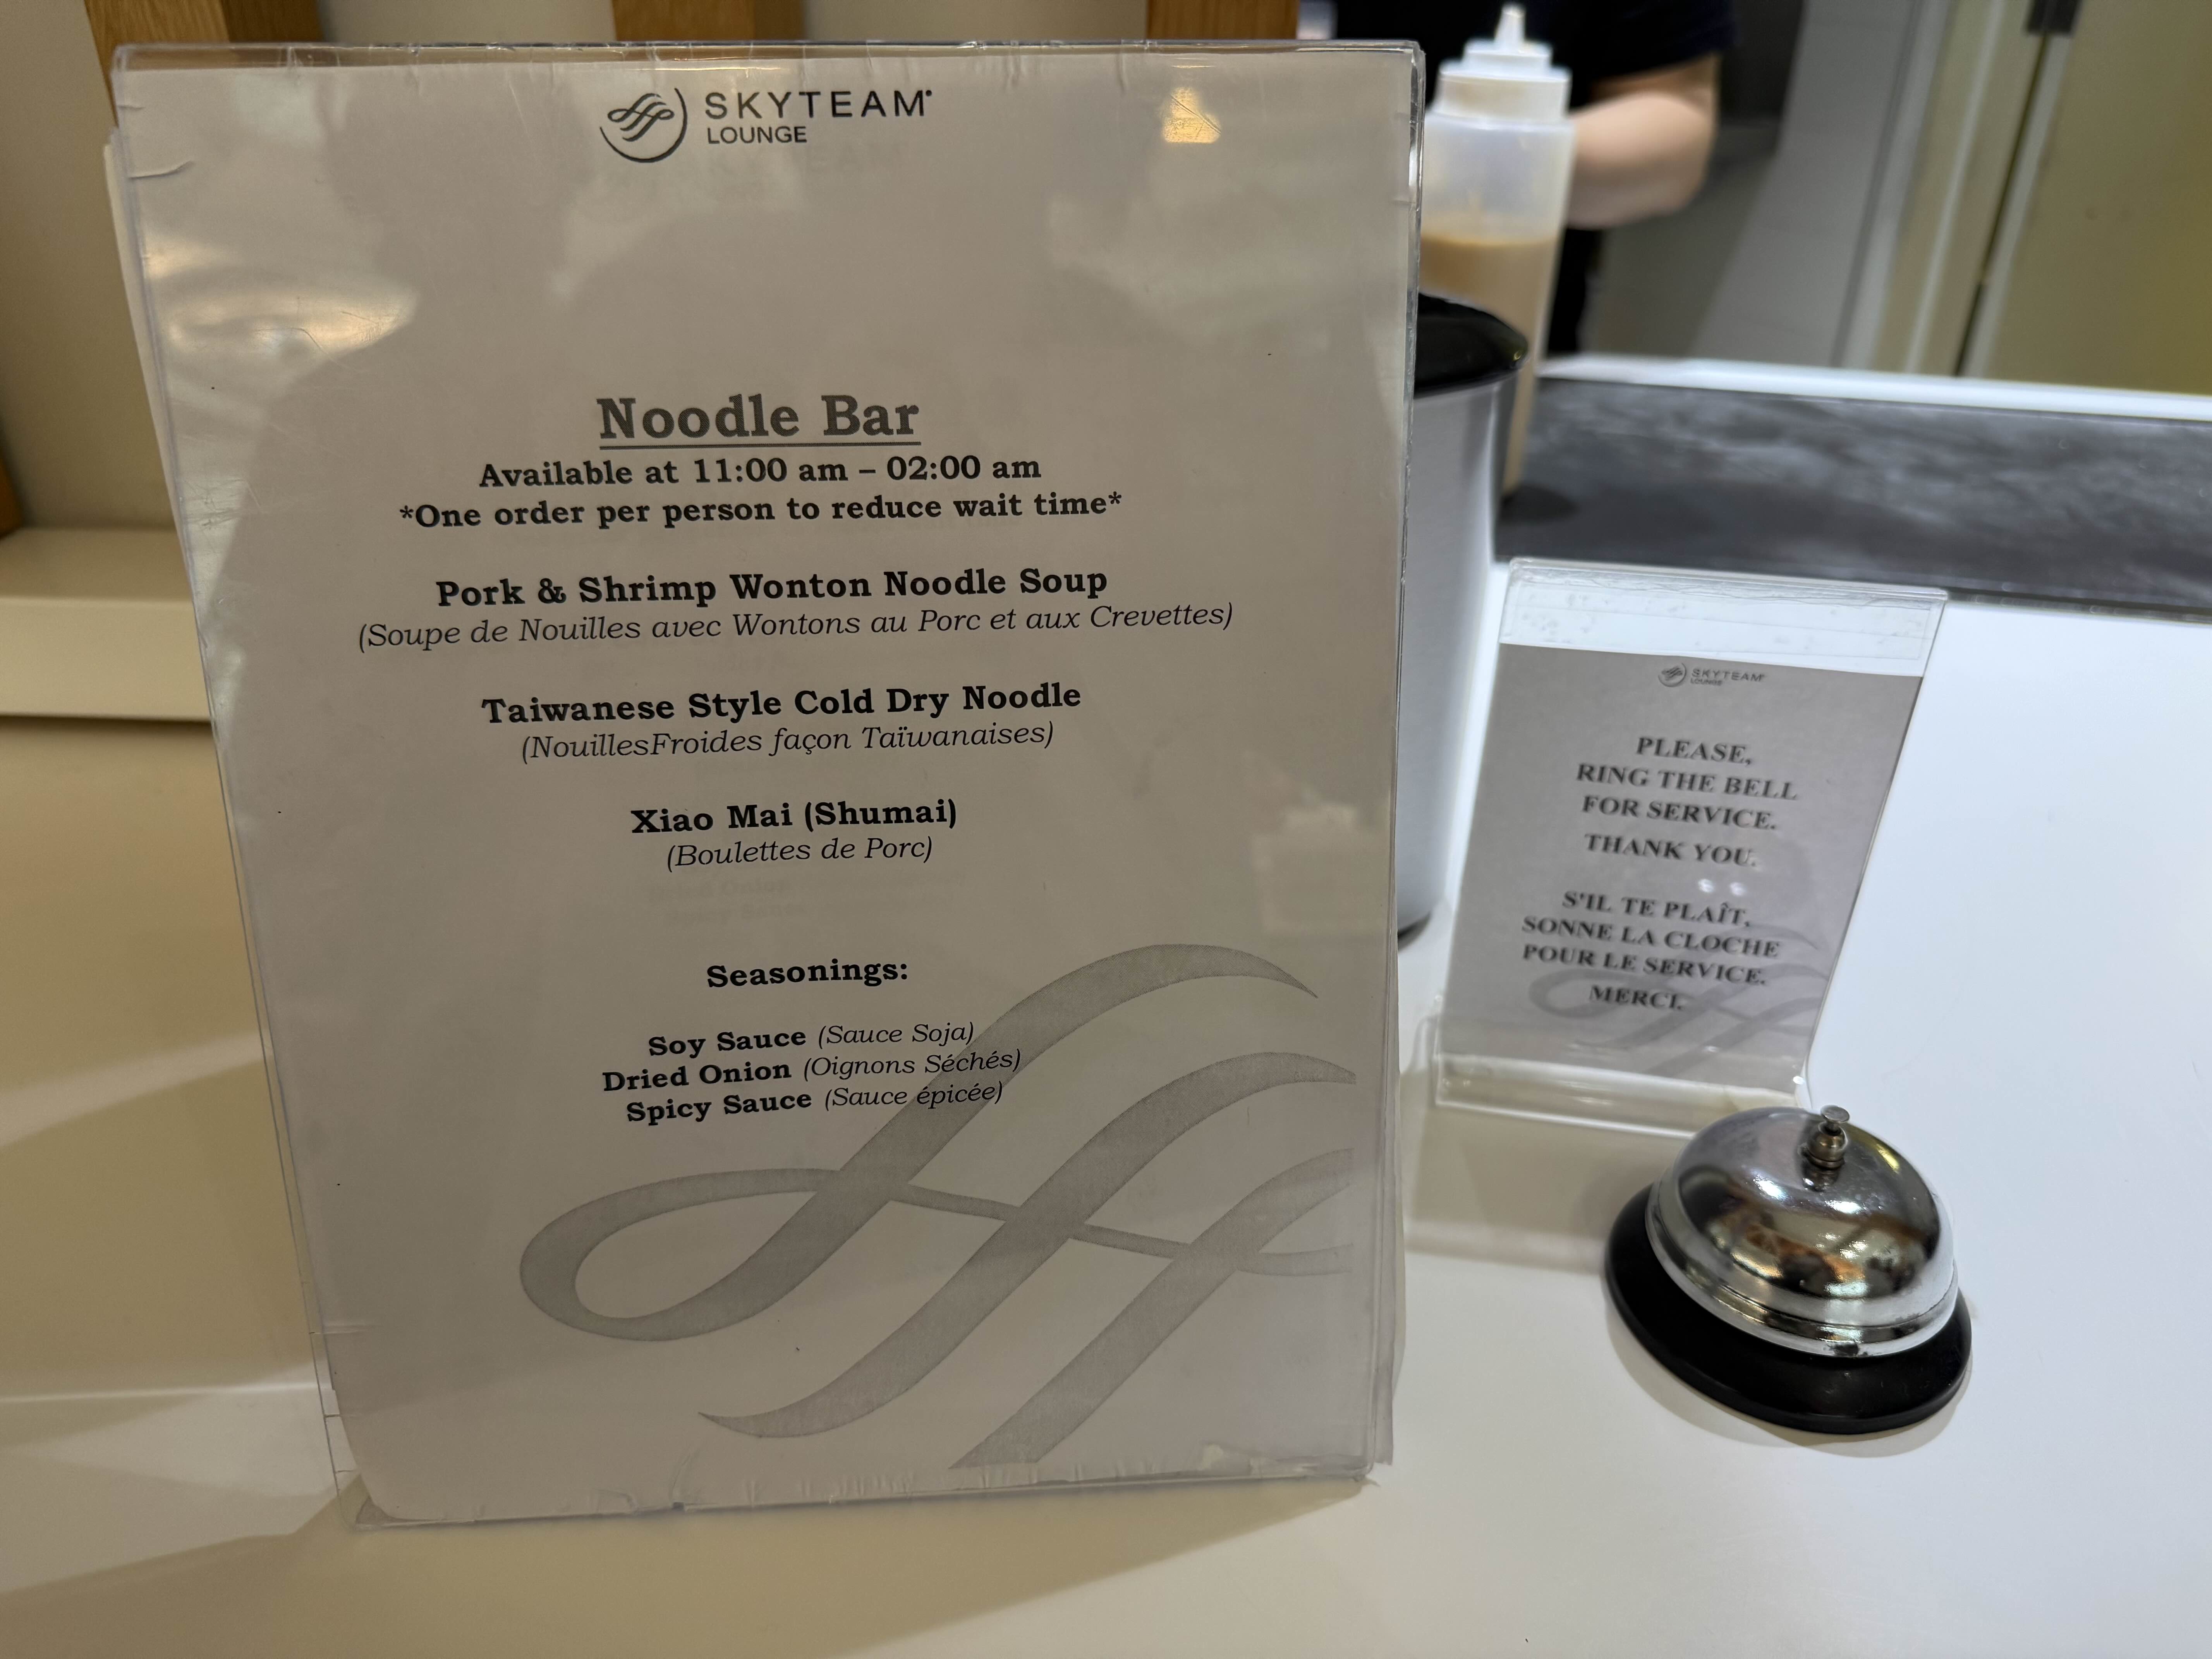 SKYTEAM
LOUNGE
Noodle Bar
Available at 11:00 am – 02:00 am
*One order per person to reduce wait time*
Pork & Shrimp Wonton Noodle Soup
(Soupe de Nouilles avec Wontons au Porc et aux Crevettes)
Taiwanese Style Cold Dry Noodle
(NouillesFroides façon Taïwanaises)
Xiao Mai (Shumai)
(Boulettes de Porc)
Seasonings:
Soy Sauce (Sauce Soja)
Dried Onion (Oignons Séchés)
Spicy Sauce (Sauce épicée)
SKYTEAM
LOUNGE
PLEASE,
RING THE BELL
FOR SERVICE.
THANK YOU.
S'IL TE PLAÎT,
SONNE LA CLOCHE
POUR LE SERVICE.
MERCI.